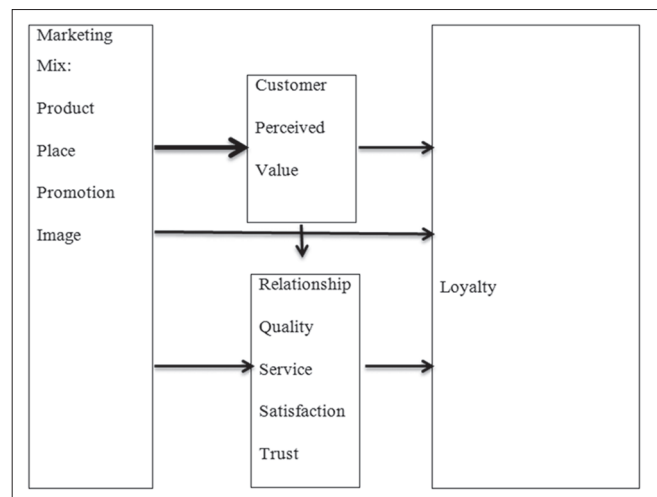 Marketing
Mix:
Product
Place
Promotion
Image
Customer
Perceived
Value
Relationship
Quality
Service
Satisfaction
Trust
Loyalty